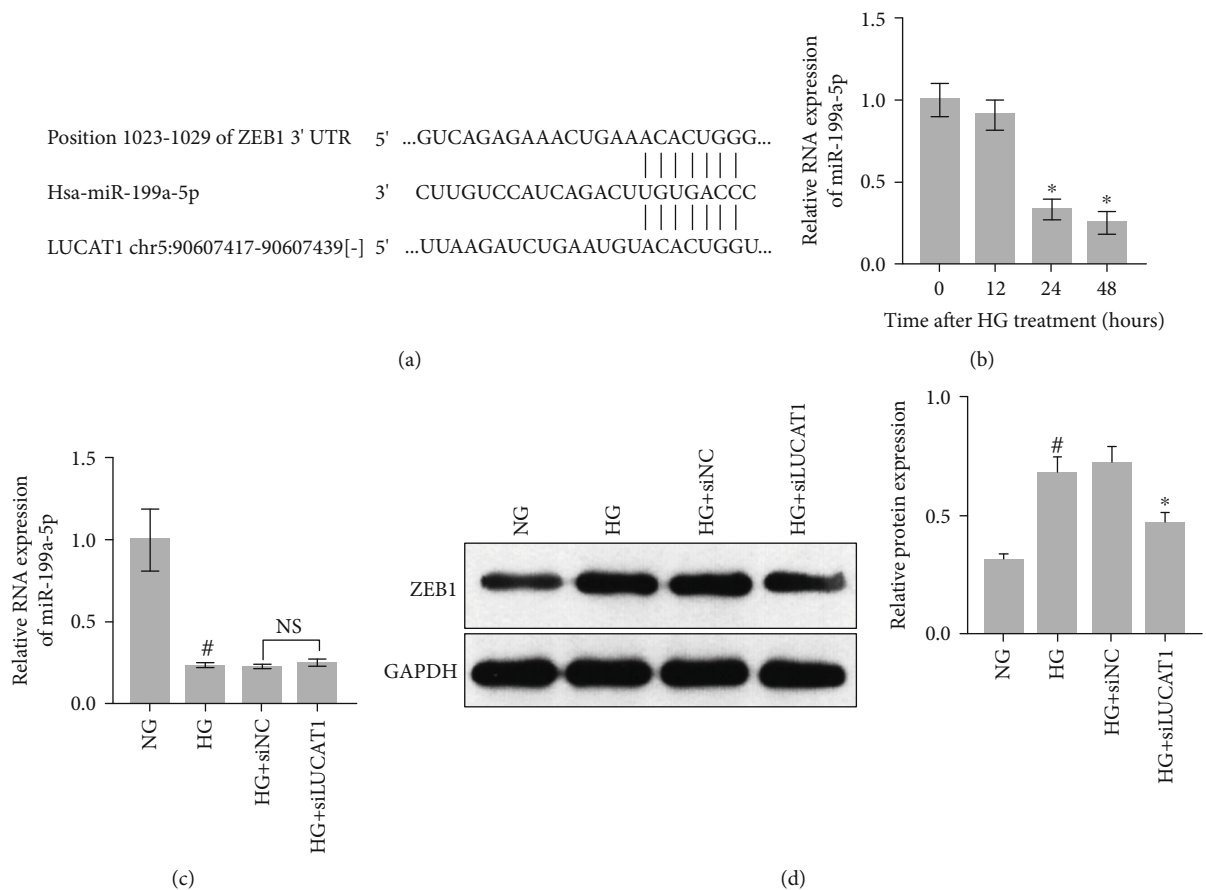 Position 1023-1029 of ZEB1 3' UTR 5' ...GUCAGAGAAACUGAAACACUGGG...
Hsa-miR-199a-5p 3' CUUGUCCAUCAGACUUGUGACCC
LUCAT1 chr5:90607417-90607439[-] 5' ...UUAAGAUCUGAAUGUACACUGGU...
(a)
Relative RNA expression
of miR-199a-5p
1.5
1.0
0.5
0.0
* *
0 12 24 48
Time after HG treatment (hours)
(b)
Relative RNA expression
of miR-199a-5p
1.5
1.0
0.5
0.0
#
NS
NG
HG
HG+siNC
HG+siLUCAT1
(c)
NG
HG
HG+siNC
HG+siLUCAT1
ZEB1
GAPDH
Relative protein expression
1.0
0.5
0.0
#
*
NG
HG
HG+siNC
HG+siLUCAT1
(d)